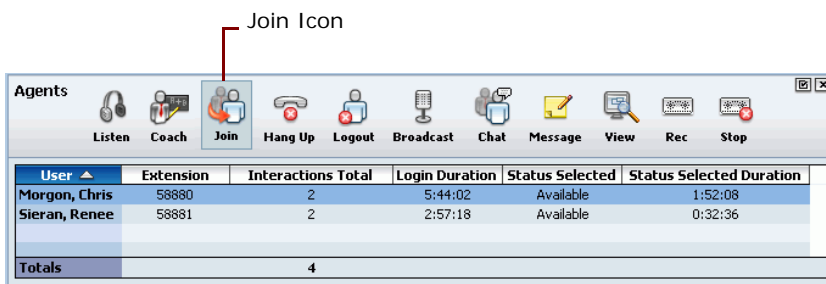 Join Icon
Agents
Listen Coach Join Hang Up Logout Broadcast Chat Message View Rec Stop
User Extension Interactions Total Login Duration Status Selected Status Selected Duration
Morgon, Chris 58880 2 5:44:02 Available 1:52:08
Sieran, Renee 58881 2 2:57:18 Available 0:32:36
Totals 4